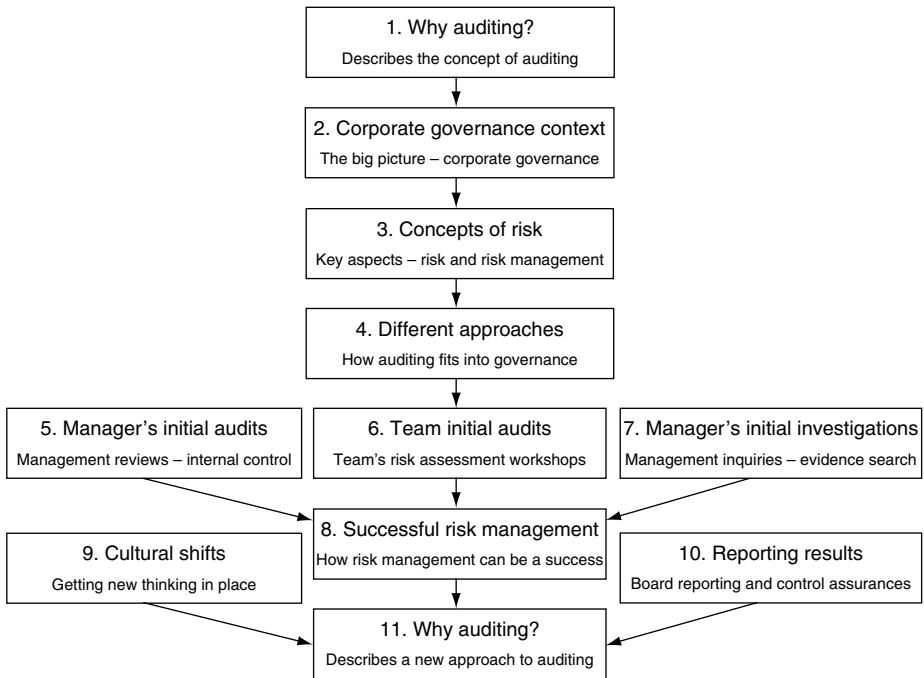 1. Why auditing?
Describes the concept of auditing
2. Corporate governance context
The big picture – corporate governance
3. Concepts of risk
Key aspects – risk and risk management
4. Different approaches
How auditing fits into governance
5. Manager's initial audits
Management reviews – internal control
6. Team initial audits
Team's risk assessment workshops
7. Manager's initial investigations
Management inquiries – evidence search
8. Successful risk management
How risk management can be a success
9. Cultural shifts
Getting new thinking in place
10. Reporting results
Board reporting and control assurances
11. Why auditing?
Describes a new approach to auditing